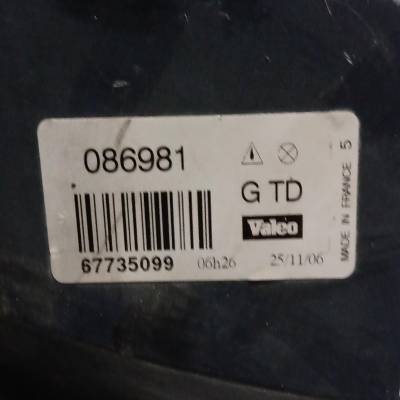 086981
G TD
Valeo
67735099 06h26 25/11/06
MADE IN FRANCE 5